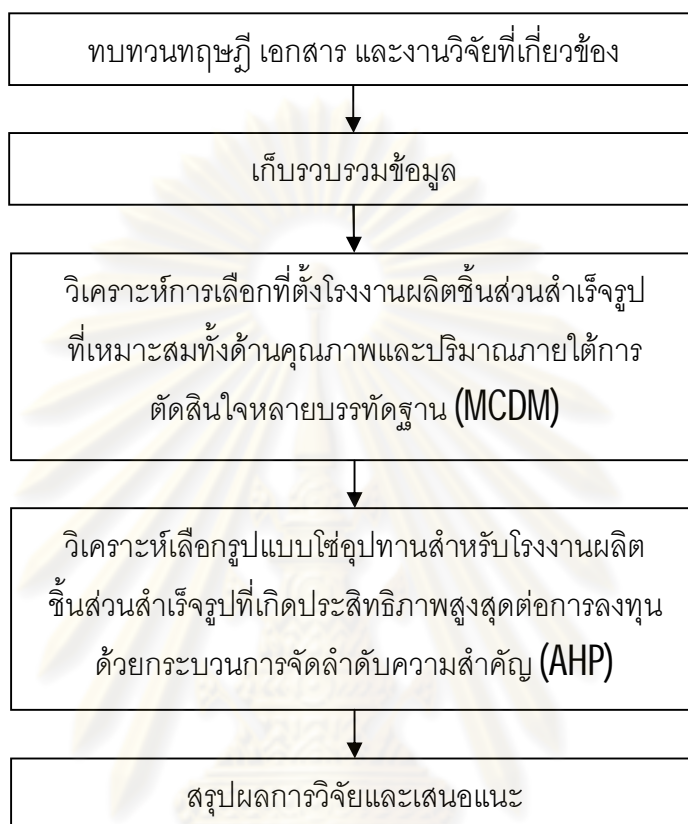 ทบทวนทฤษฎี เอกสาร และงานวิจัยที่เกี่ยวข้อง
เก็บรวบรวมข้อมูล
วิเคราะห์การเลือกที่ตั้งโรงงานผลิตชิ้นส่วนสำเร็จรูป
ที่เหมาะสมทั้งด้านคุณภาพและปริมาณภายใต้การ
ตัดสินใจหลายบรรทัดฐาน (MCDM)
วิเคราะห์เลือกรูปแบบโซ่อุปทานสำหรับโรงงานผลิต
ชิ้นส่วนสำเร็จรูปที่เกิดประสิทธิภาพสูงสุดต่อการลงทุน
ด้วยกระบวนการจัดลำดับความสำคัญ (AHP)
สรุปผลการวิจัยและเสนอแนะ